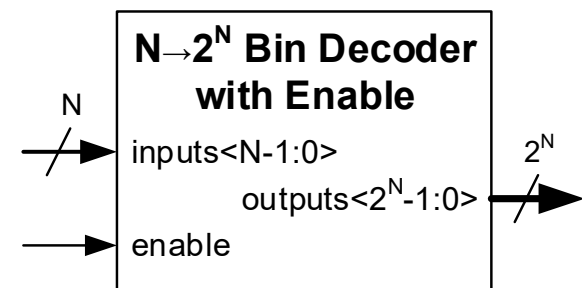 N→2^N Bin Decoder
with Enable
N
inputs<N-1:0>
2^N
outputs<2^N-1:0>
enable